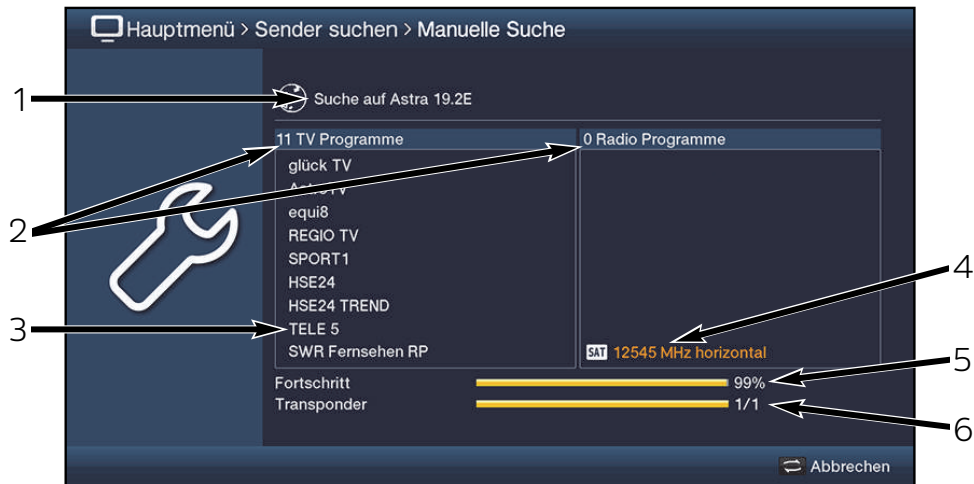 Hauptmenü > Sender suchen > Manuelle Suche
1
Suche auf Astra 19.2E
11 TV Programme
0 Radio Programme
glück TV
AstroTV
2
equi8
REGIO TV
SPORT1
4
HSE24
HSE24 TREND
3
TELE 5
SWR Fernsehen RP
SAT 12545 MHz horizontal
5
Fortschritt
99%
Transponder
1/1
6
Abbrechen